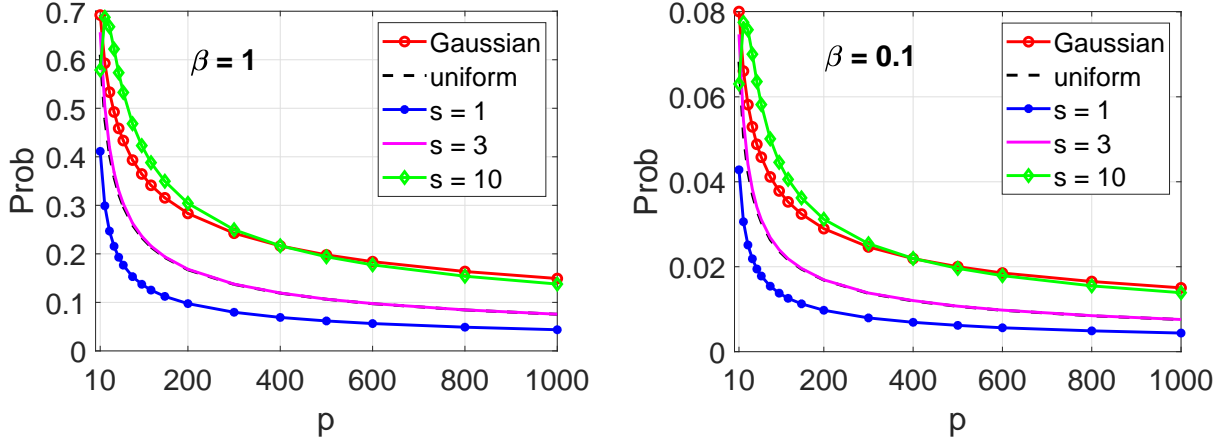 0.7
0.6
0.5
0.4
0.3
0.2
0.1
0
Prob
β = 1
Gaussian
uniform
s = 1
s = 3
s = 10
10 200 400 600 800 1000
p
0.08
0.06
0.04
0.02
0
Prob
β = 0.1
Gaussian
uniform
s = 1
s = 3
s = 10
10 200 400 600 800 1000
p